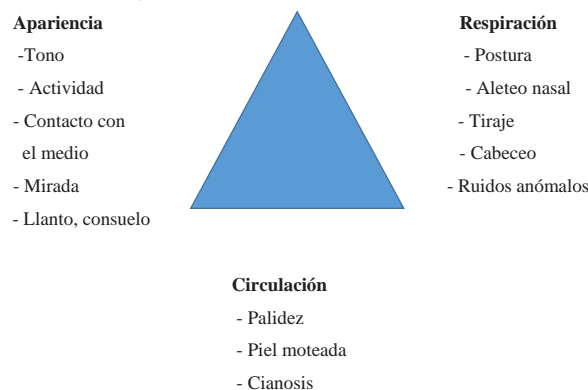 Apariencia
-Tono
- Actividad
- Contacto con
el medio
- Mirada
- Llanto, consuelo
Respiración
- Postura
- Aleteo nasal
- Tiraje
- Cabeceo
- Ruidos anómalos
Circulación
- Palidez
- Piel moteada
- Cianosis